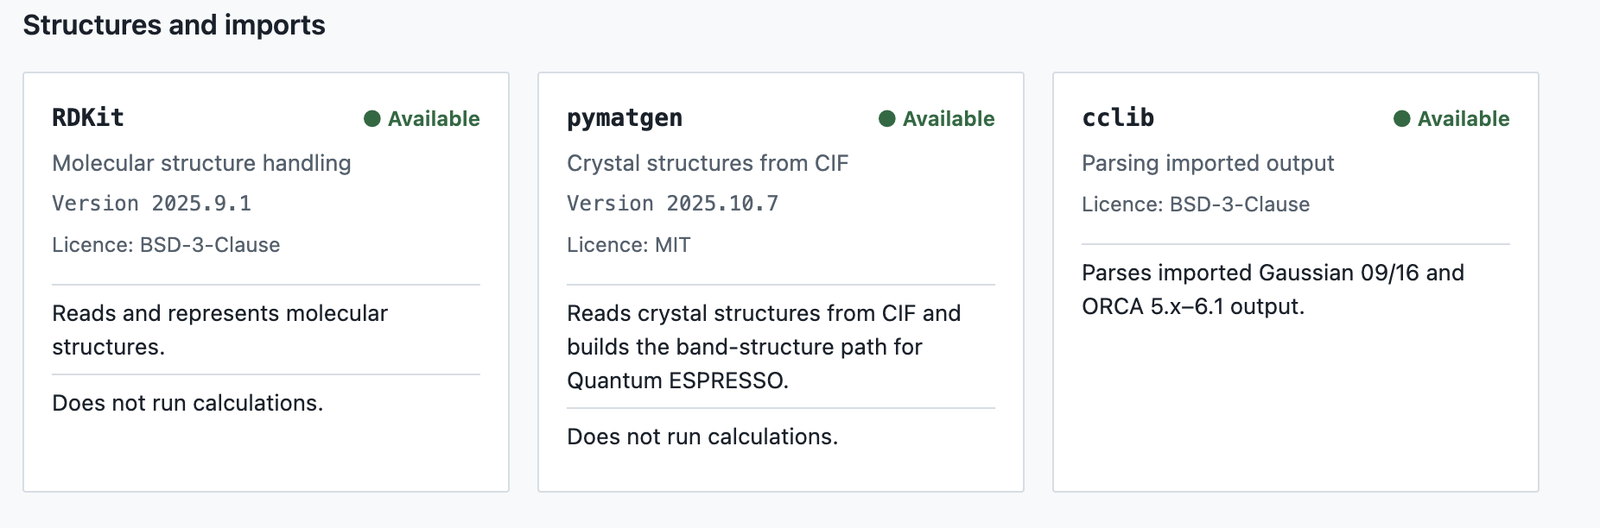 Structures and imports
RDKit
Available
Molecular structure handling
Version 2025.9.1
Licence: BSD-3-Clause
Reads and represents molecular
structures.
Does not run calculations.
pymatgen
Available
Crystal structures from CIF
Version 2025.10.7
Licence: MIT
Reads crystal structures from CIF and
builds the band-structure path for
Quantum ESPRESSO.
Does not run calculations.
cclib
Available
Parsing imported output
Licence: BSD-3-Clause
Parses imported Gaussian 09/16 and
ORCA 5.x–6.1 output.